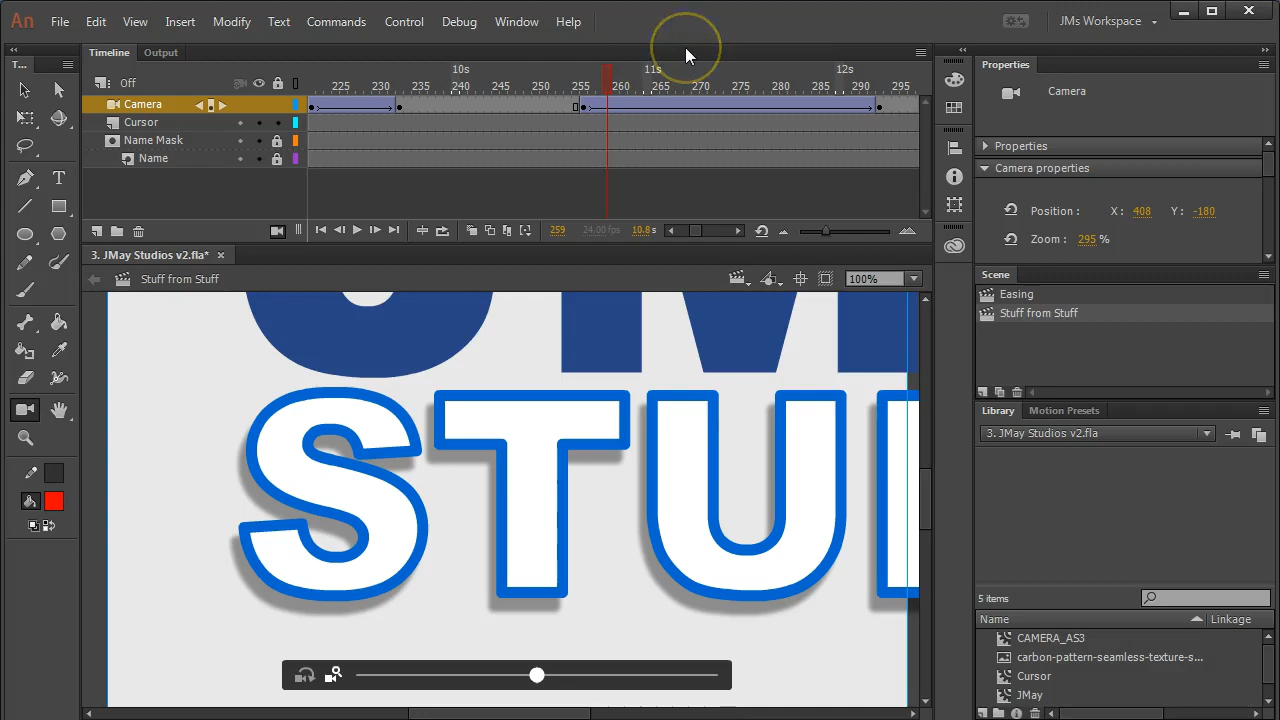 An File Edit View Insert Modify Text Commands Control Debug Window Help JMs Workspace
Timeline Output
T...
Off
10s 11s 12s
225 230 235 240 245 250 255 260 265 270 275 280 285 290 295
Camera
Cursor
Name Mask
Name
259 24.00 fps 10.8 s
3. JMay Studios v2.fla*
Stuff from Stuff
100%
STU
Properties
Camera
Properties
Camera properties
Position : X: 408 Y: -180
Zoom : 295 %
Scene
Easing
Stuff from Stuff
Library Motion Presets
3. JMay Studios v2.fla
5 items
Name Linkage
CAMERA_AS3
carbon-pattern-seamless-texture-s...
Cursor
JMay